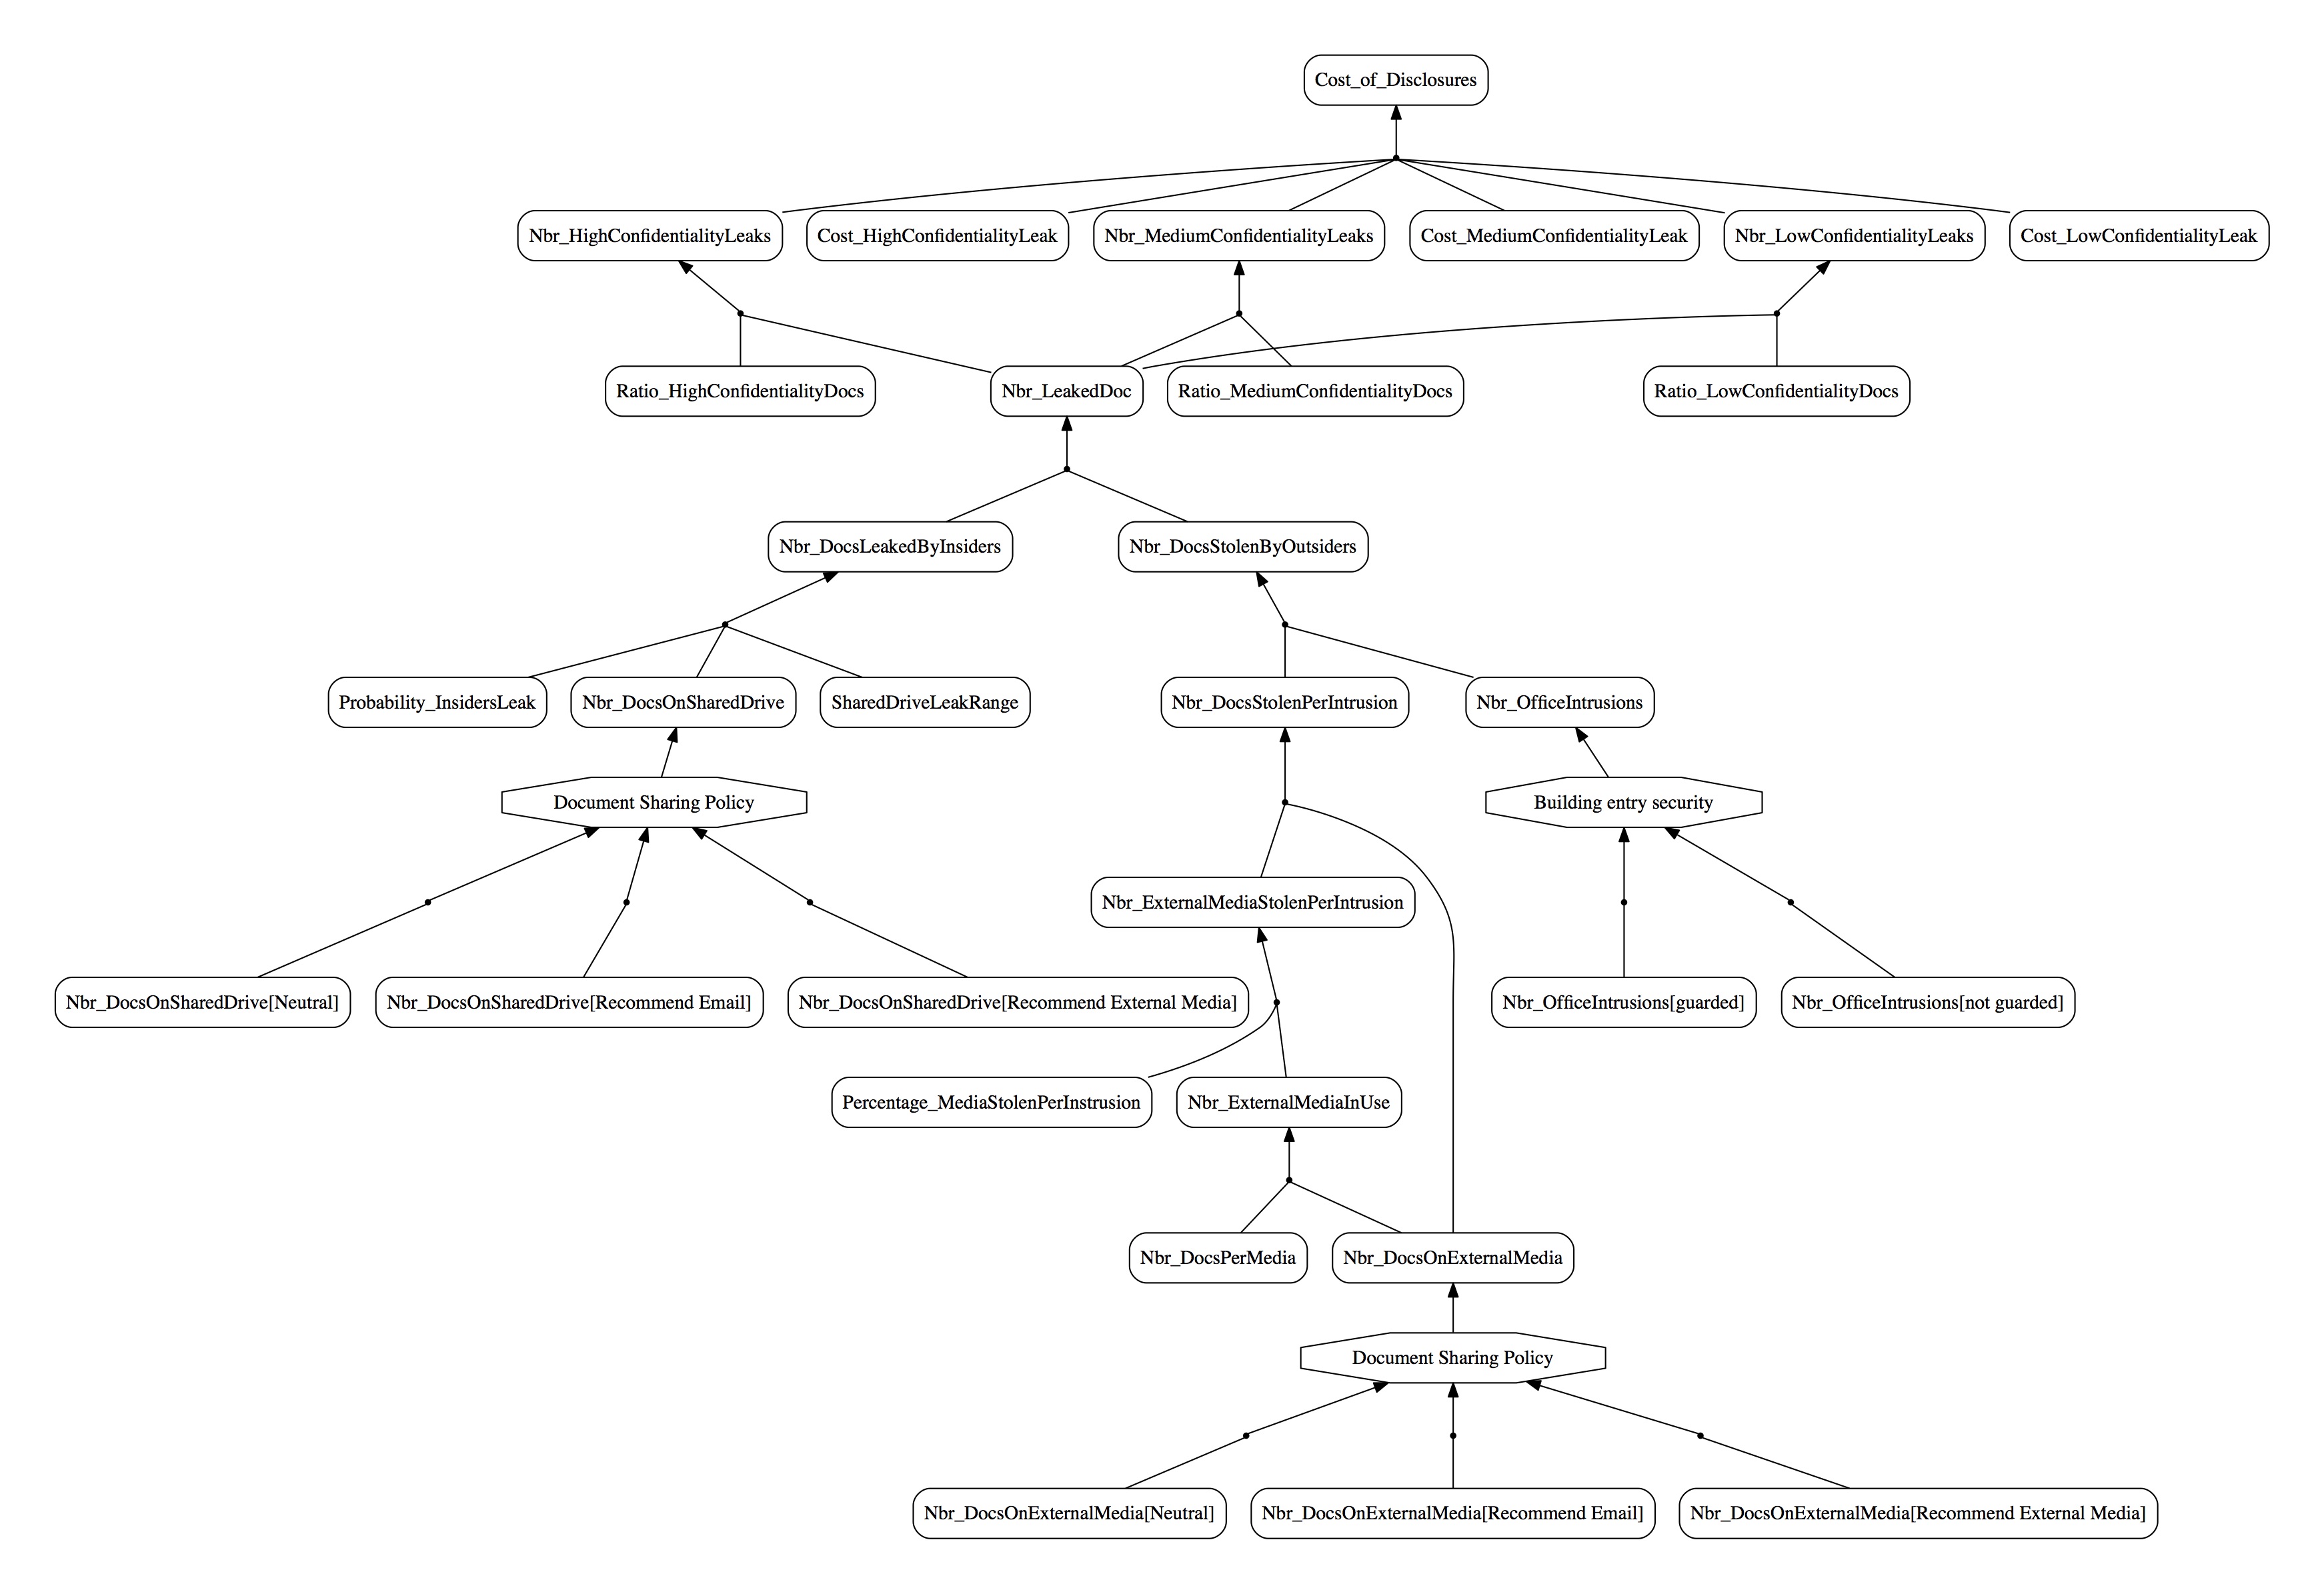 Cost_of_Disclosures
Nbr_HighConfidentialityLeaks
Cost_HighConfidentialityLeak
Nbr_MediumConfidentialityLeaks
Cost_MediumConfidentialityLeak
Nbr_LowConfidentialityLeaks
Cost_LowConfidentialityLeak
Ratio_HighConfidentialityDocs
Nbr_LeakedDoc
Ratio_MediumConfidentialityDocs
Ratio_LowConfidentialityDocs
Nbr_DocsLeakedByInsiders
Nbr_DocsStolenByOutsiders
Probability_InsidersLeak
Nbr_DocsOnSharedDrive
SharedDriveLeakRange
Nbr_DocsStolenPerIntrusion
Nbr_OfficeIntrusions
Document Sharing Policy
Building entry security
Nbr_ExternalMediaStolenPerIntrusion
Nbr_DocsOnSharedDrive[Neutral]
Nbr_DocsOnSharedDrive[Recommend Email]
Nbr_DocsOnSharedDrive[Recommend External Media]
Nbr_OfficeIntrusions[guarded]
Nbr_OfficeIntrusions[not guarded]
Percentage_MediaStolenPerInstrusion
Nbr_ExternalMediaInUse
Nbr_DocsPerMedia
Nbr_DocsOnExternalMedia
Document Sharing Policy
Nbr_DocsOnExternalMedia[Neutral]
Nbr_DocsOnExternalMedia[Recommend Email]
Nbr_DocsOnExternalMedia[Recommend External Media]